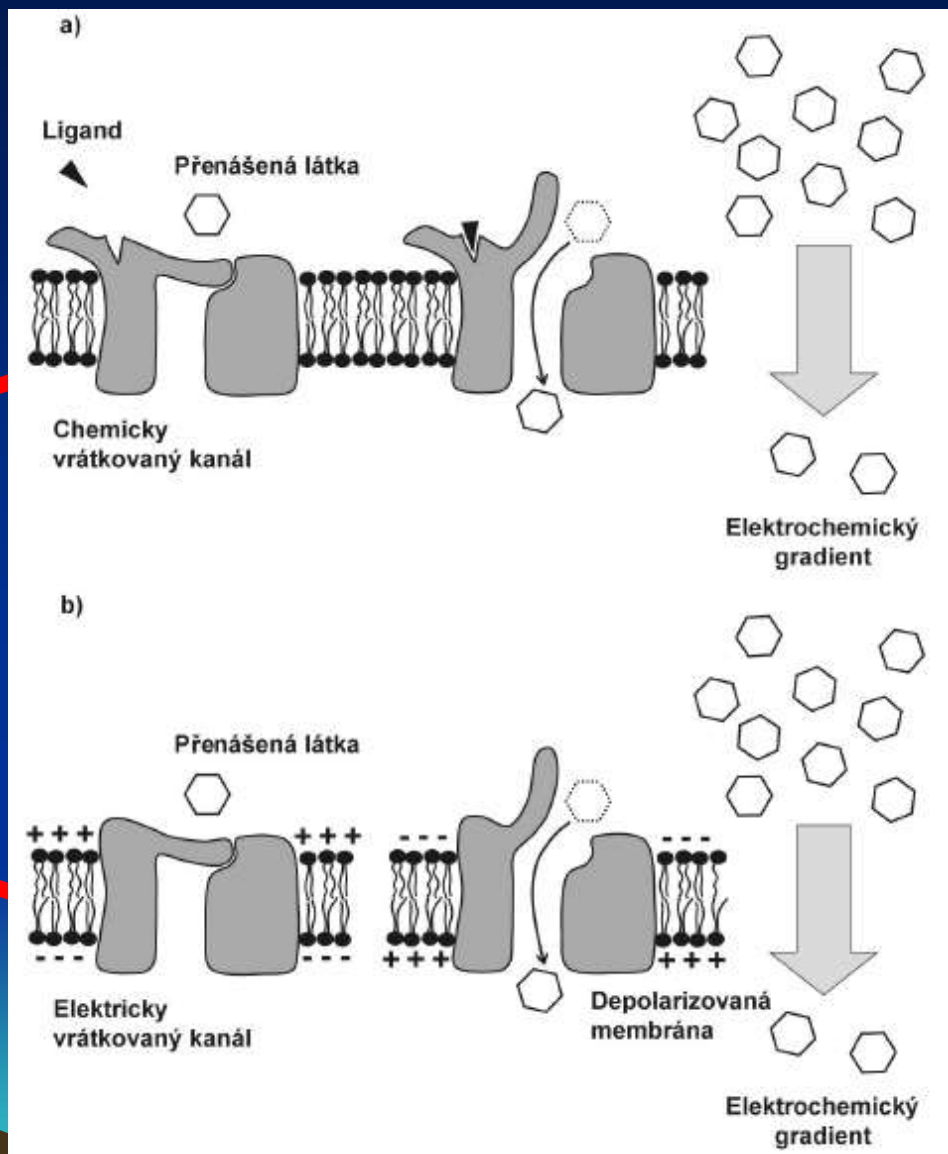 a)
Ligand
Přenášená látka
Chemicky
vrátkovaný kanál
Elektrochemický
gradient
b)
Přenášená látka
+ + +
+ + +
- - -
- - -
- - -
- - -
+ + +
+ + +
Elektricky
vrátkovaný kanál
Depolarizovaná
membrána
Elektrochemický
gradient